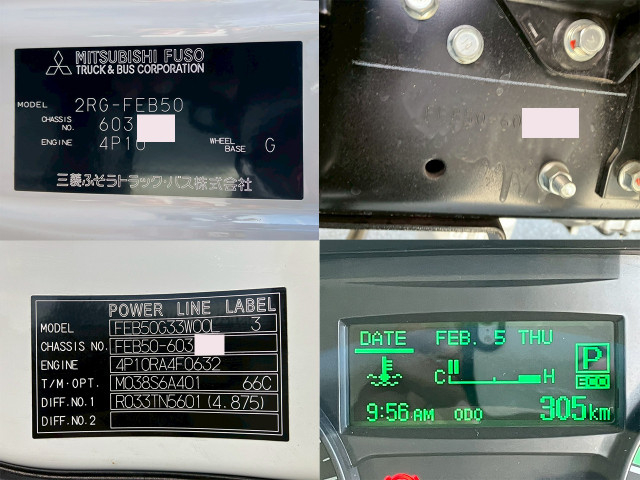 MITSUBISHI FUSO
TRUCK & BUS CORPORATION
MODEL 2RG-FEB50
CHASSIS NO. 603
ENGINE 4P10 WHEEL BASE G
三菱ふそうトラック・バス株式会社
POWER LINE LABEL
MODEL FEB50G33WOOL 3
CHASSIS NO. FEB50-603
ENGINE 4P10RA4F0632
T/M·OPT. M038S6A401 66C
DIFF.NO.1 R033TN5601 (4.875)
DIFF.NO.2
DATE FEB. 5 THU
C H
P
ECO
9:56 AM ODO 305km